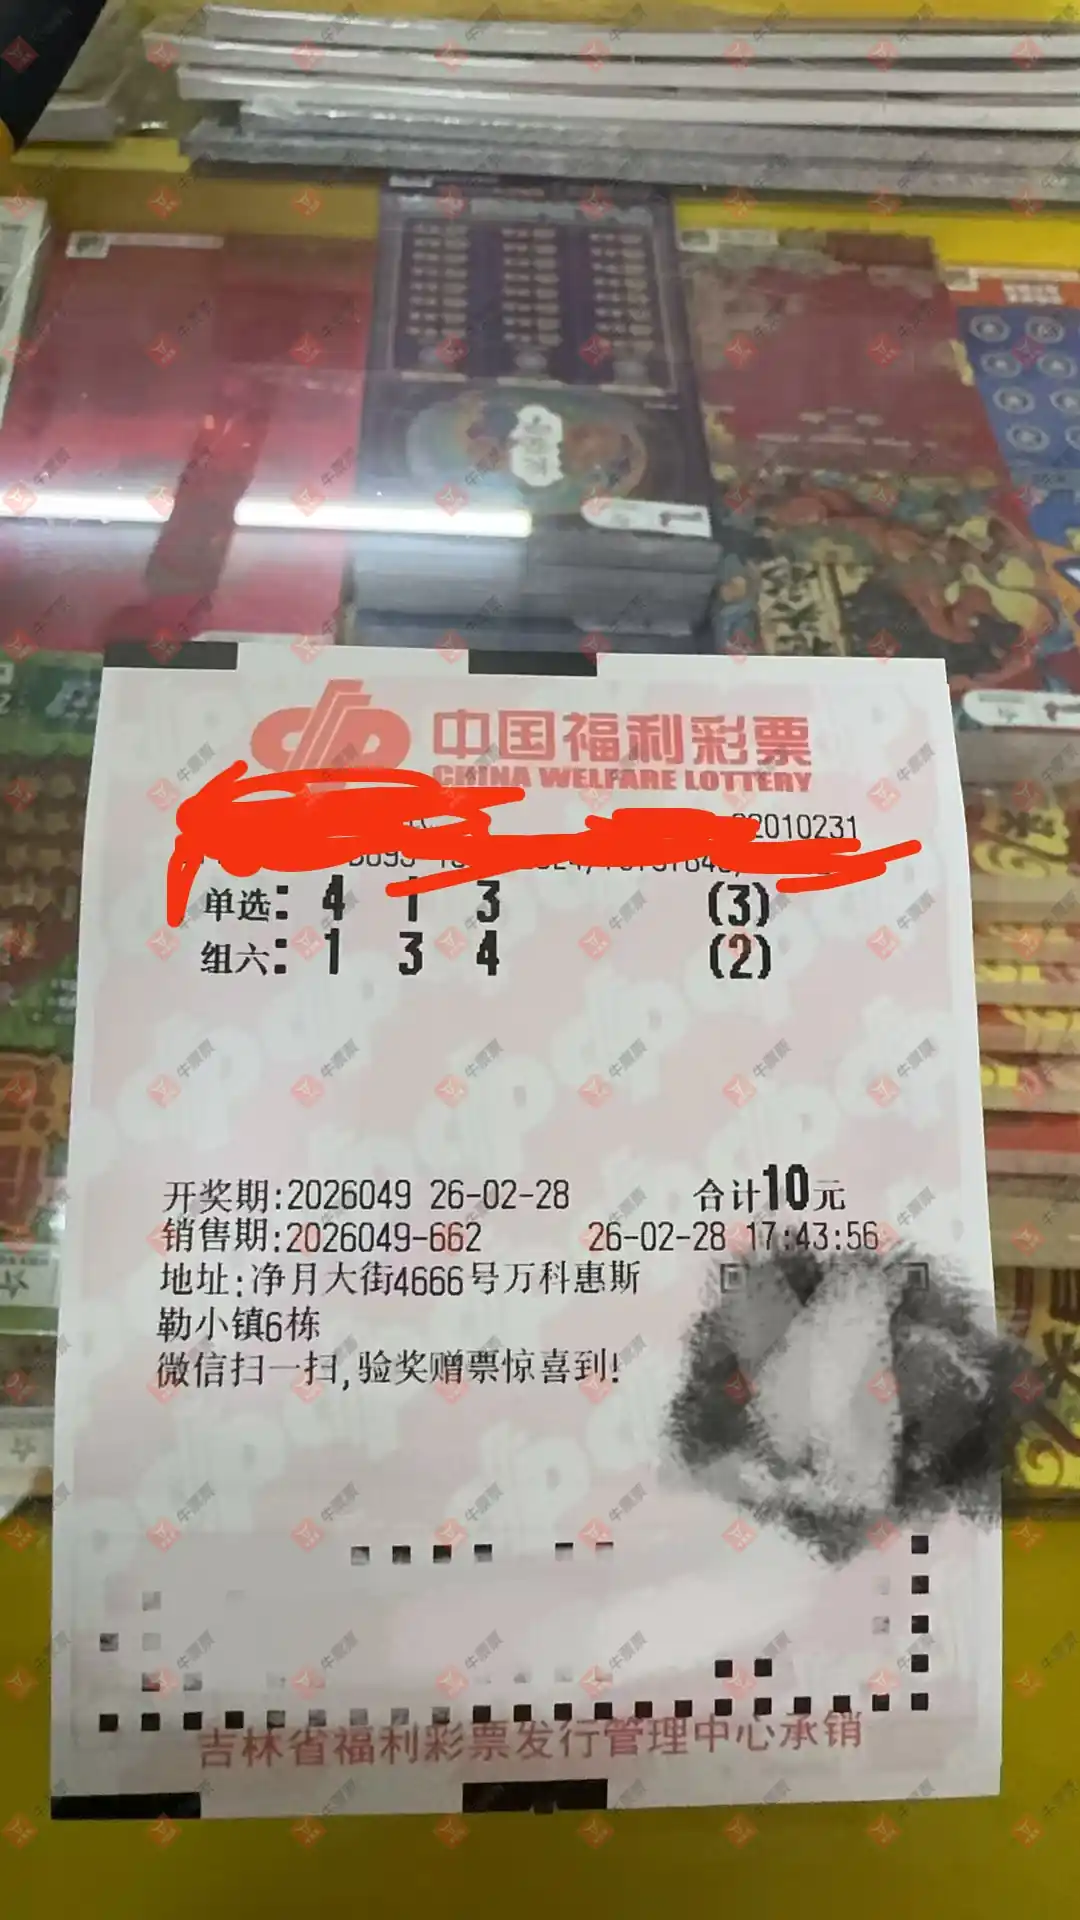 中国福利彩票
CHINA WELFARE LOTTERY
22010231
单选: 4 1 3 (3)
组六: 1 3 4 (2)
开奖期:2026049 26-02-28 合计10元
销售期:2026049-662 26-02-28 17:43:56
地址:净月大街4666号万科惠斯
勒小镇6栋
微信扫一扫,验奖赠票惊喜到!
吉林省福利彩票发行管理中心承销
牛票票